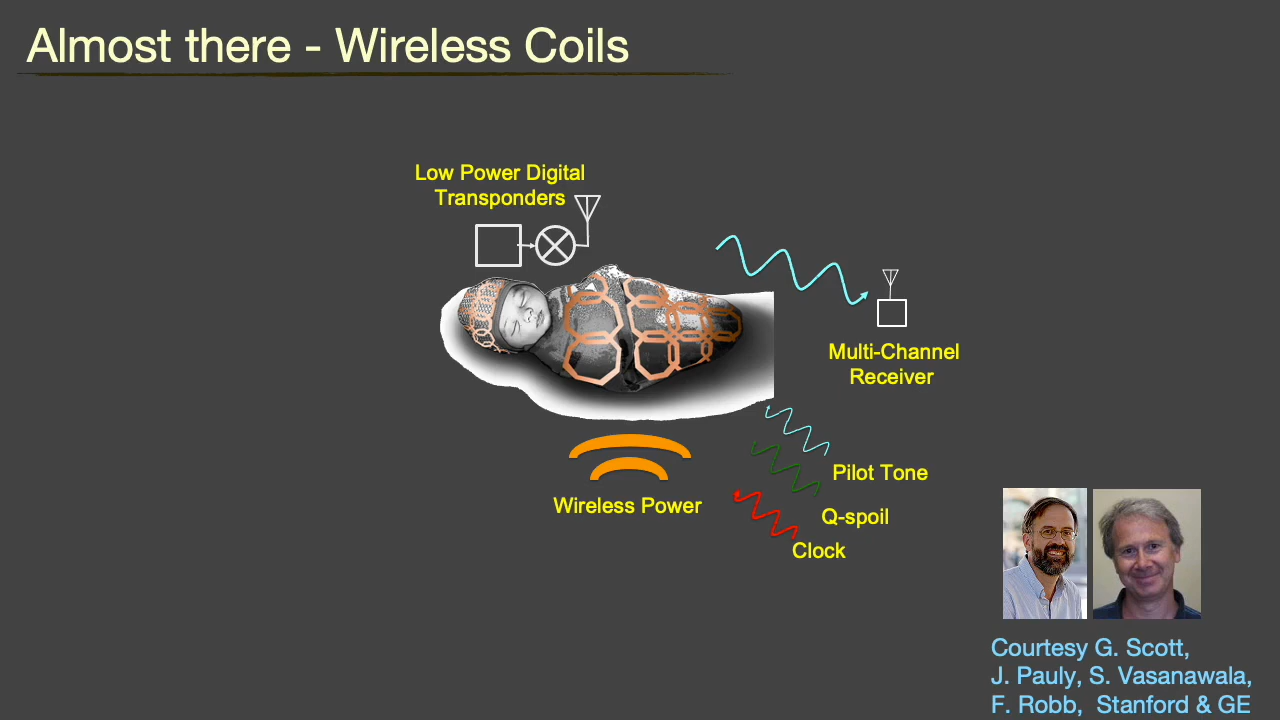 Almost there - Wireless Coils
Low Power Digital
Transponders
Multi-Channel
Receiver
Pilot Tone
Wireless Power
Q-spoil
Clock
Courtesy G. Scott,
J. Pauly, S. Vasanawala,
F. Robb, Stanford & GE